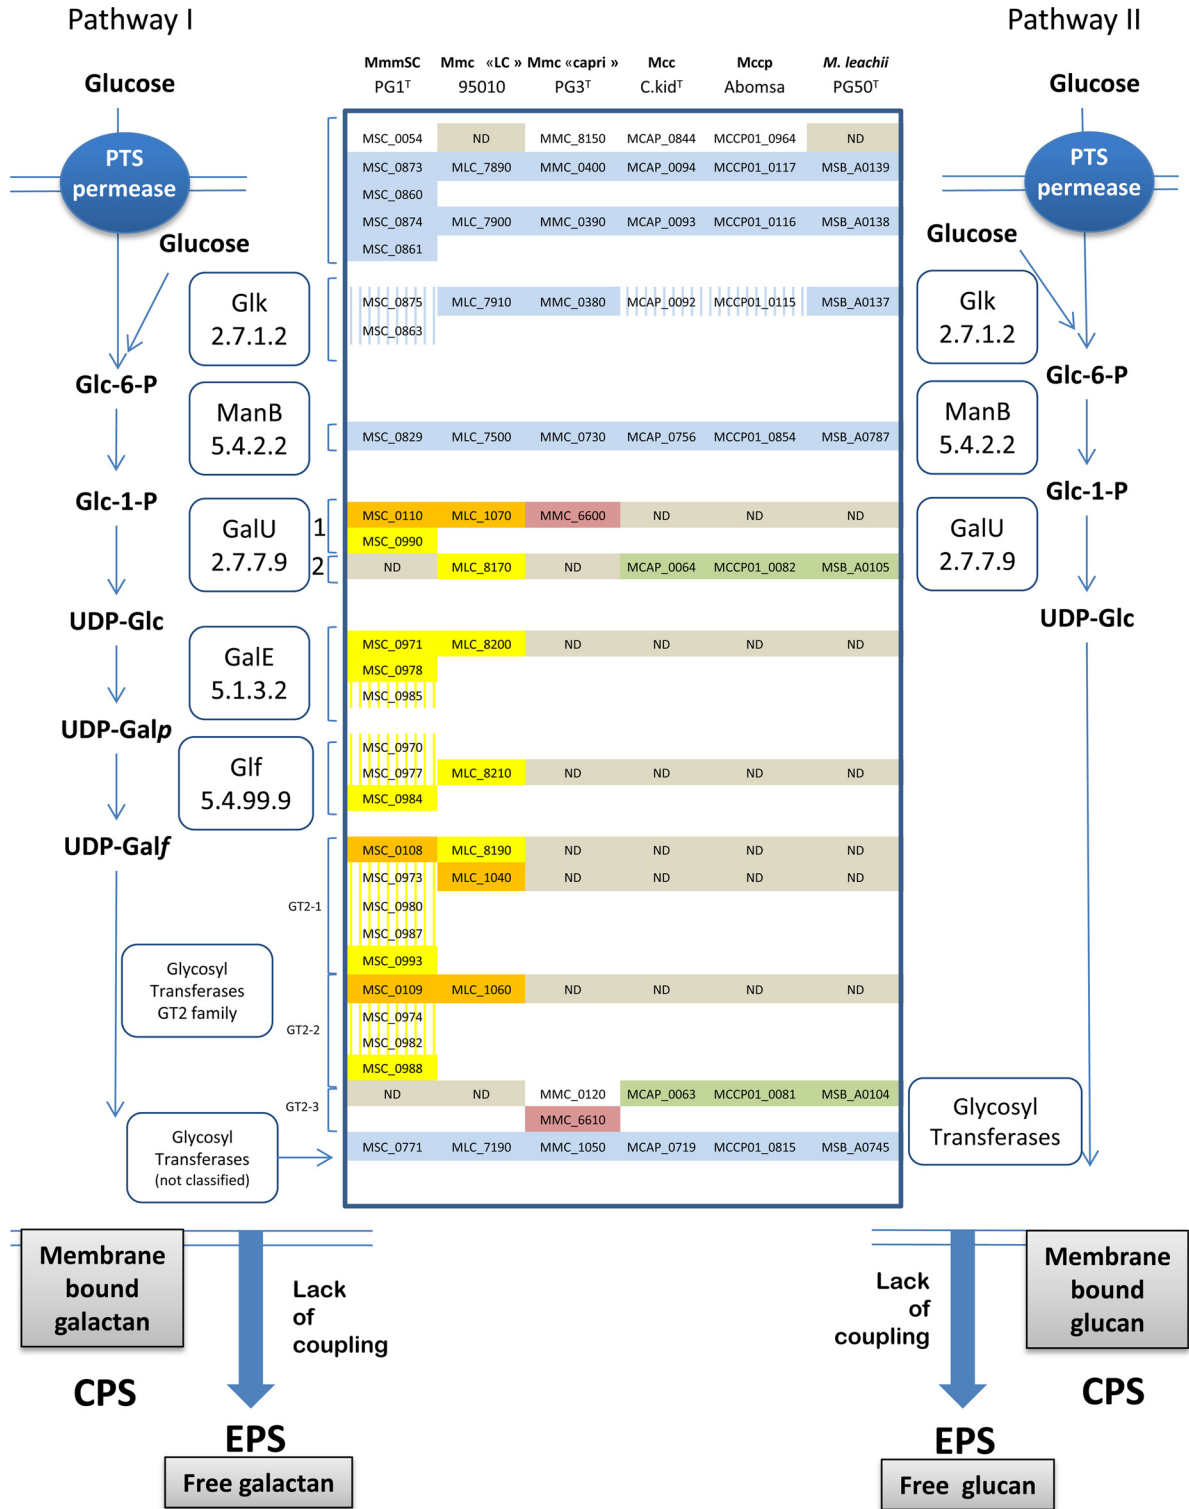 Pathway I
Pathway II
MmmSC Mmc «LC » Mmc «capri » Mcc Mccp M. leachii
PG1ᵀ 95010 PG3ᵀ C.kidᵀ Abomsa PG50ᵀ
Glucose
PTS
permease
Glucose
Glk
2.7.1.2
Glc-6-P
ManB
5.4.2.2
Glc-1-P
GalU
2.7.7.9
1
2
UDP-Glc
GalE
5.1.3.2
UDP-Galp
Glf
5.4.99.9
UDP-Galf
GT2-1
Glycosyl
Transferases
GT2 family
GT2-2
GT2-3
Glycosyl
Transferases
(not classified)
MSC_0054 ND MMC_8150 MCAP_0844 MCCP01_0964 ND
MSC_0873 MLC_7890 MMC_0400 MCAP_0094 MCCP01_0117 MSB_A0139
MSC_0860
MSC_0874 MLC_7900 MMC_0390 MCAP_0093 MCCP01_0116 MSB_A0138
MSC_0861
MSC_0875 MLC_7910 MMC_0380 MCAP_0092 MCCP01_0115 MSB_A0137
MSC_0863
MSC_0829 MLC_7500 MMC_0730 MCAP_0756 MCCP01_0854 MSB_A0787
MSC_0110 MLC_1070 MMC_6600 ND ND ND
MSC_0990
ND MLC_8170 ND MCAP_0064 MCCP01_0082 MSB_A0105
MSC_0971 MLC_8200 ND ND ND ND
MSC_0978
MSC_0985
MSC_0970
MSC_0977 MLC_8210 ND ND ND ND
MSC_0984
MSC_0108 MLC_8190 ND ND ND ND
MSC_0973 MLC_1040 ND ND ND ND
MSC_0980
MSC_0987
MSC_0993
MSC_0109 MLC_1060 ND ND ND ND
MSC_0974
MSC_0982
MSC_0988
ND ND MMC_0120 MCAP_0063 MCCP01_0081 MSB_A0104
MMC_6610
MSC_0771 MLC_7190 MMC_1050 MCAP_0719 MCCP01_0815 MSB_A0745
Glucose
PTS
permease
Glucose
Glk
2.7.1.2
Glc-6-P
ManB
5.4.2.2
Glc-1-P
GalU
2.7.7.9
UDP-Glc
Glycosyl
Transferases
Membrane
bound
galactan
CPS
Lack
of
coupling
EPS
Free galactan
Lack
of
coupling
Membrane
bound
glucan
CPS
EPS
Free glucan